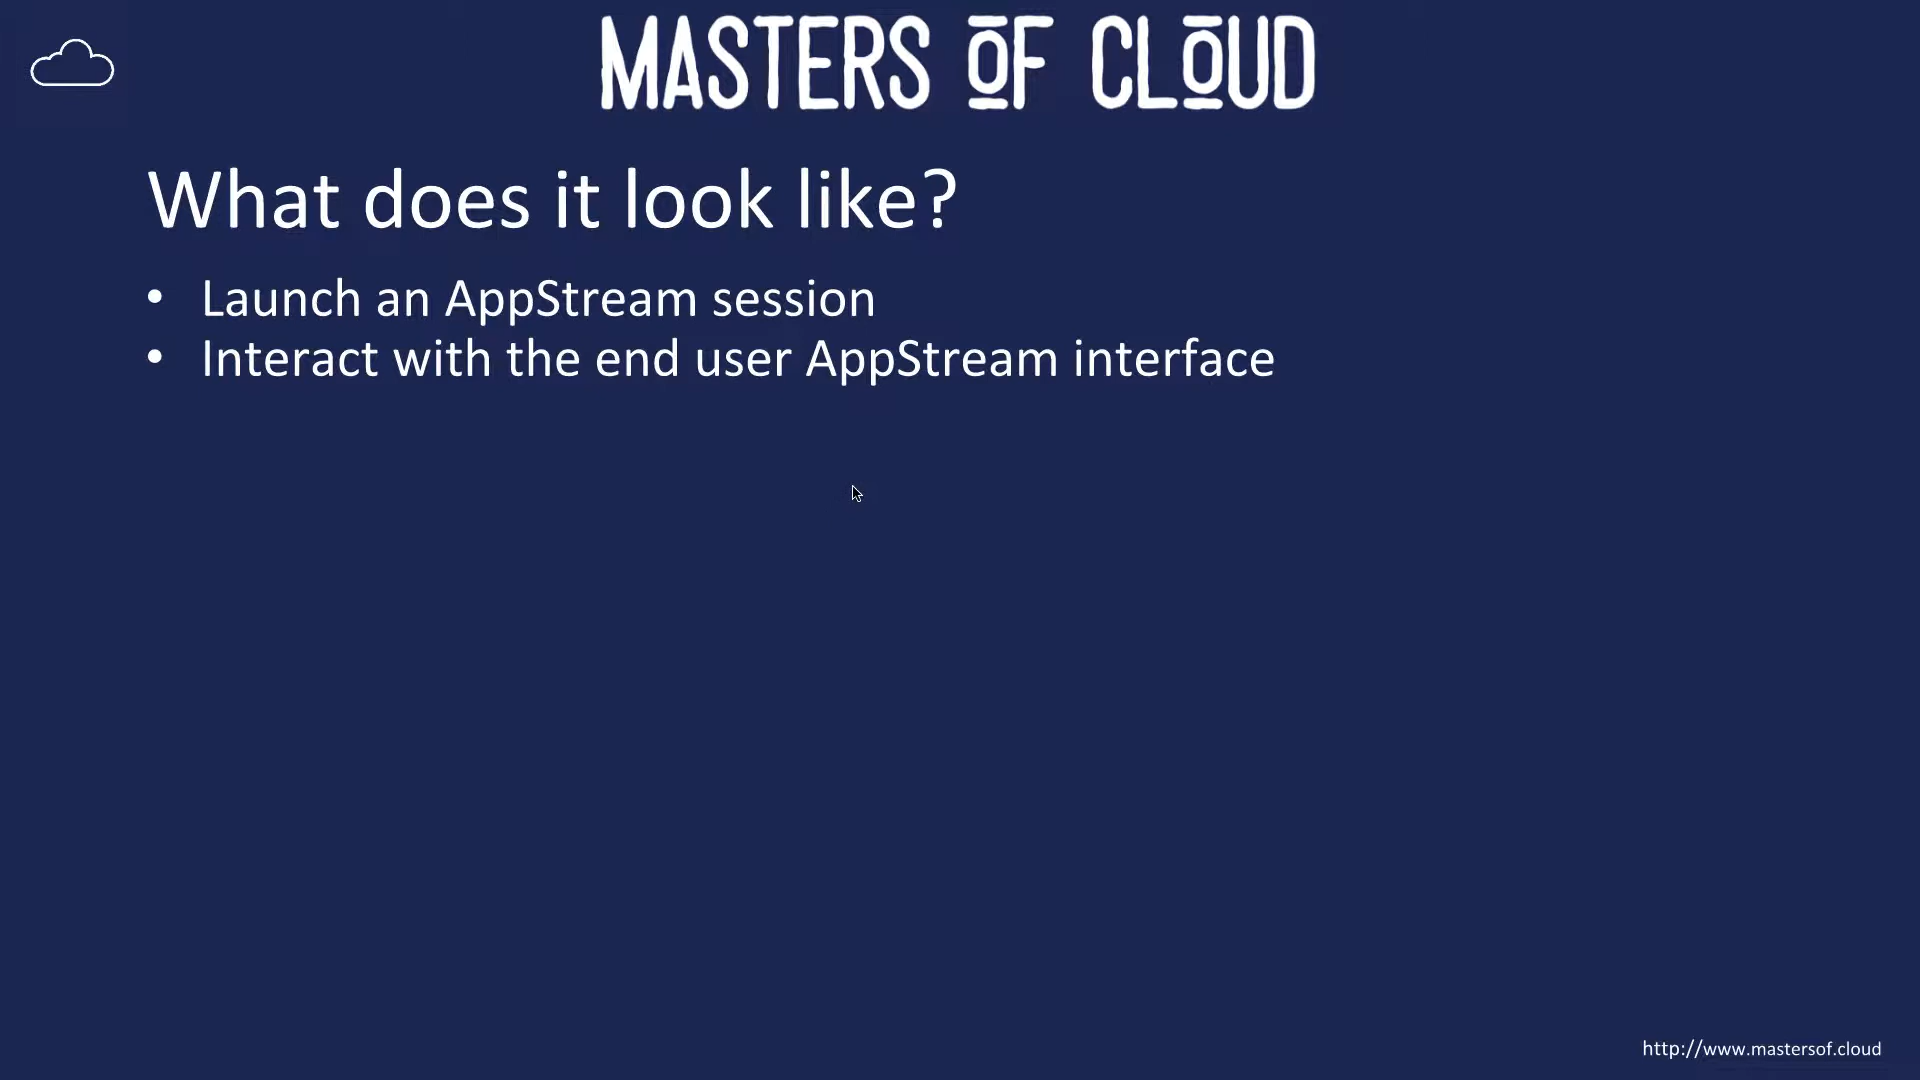 MASTERS OF CLOUD
What does it look like?
• Launch an AppStream session
• Interact with the end user AppStream interface
http://www.mastersof.cloud